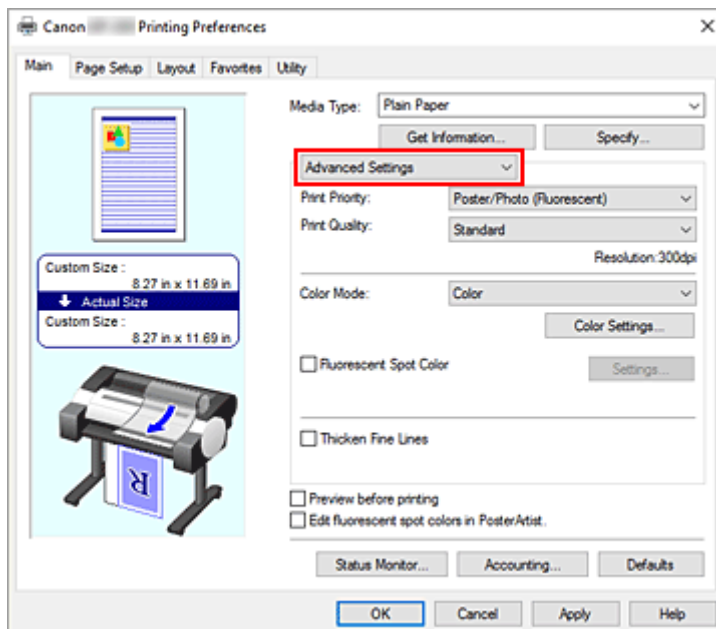 Canon Printing Preferences
Main Page Setup Layout Favorites Utility
Media Type: Plain Paper
Get Information... Specify...
Advanced Settings
Print Priority: Poster/Photo (Fluorescent)
Print Quality: Standard
Resolution:300dpi
Custom Size :
8.27 in x 11.69 in
Actual Size
Custom Size :
8.27 in x 11.69 in
Color Mode: Color
Color Settings...
Fluorescent Spot Color Settings...
Thicken Fine Lines
R
Preview before printing
Edit fluorescent spot colors in PosterArtist.
Status Monitor... Accounting... Defaults
OK Cancel Apply Help